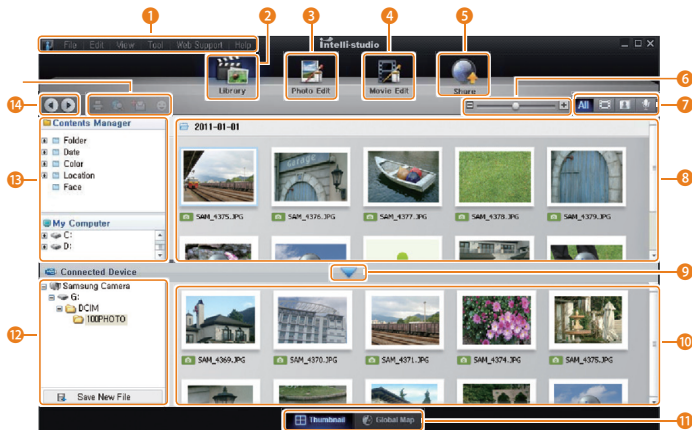 1
2
3
4
5
File Edit View Tool Web Support Help
Intelli-studio
Library
Photo Edit
Movie Edit
Share
6
14
All
7
Contents Manager
Folder
Date
Color
Location
Face
13
2011-01-01
8
SAM_4375.JPG SAM_4376.JPG SAM_4377.JPG SAM_4378.JPG SAM_4379.JPG
My Computer
C:
D:
Connected Device
9
Samsung Camera
G:
DCIM
100PHOTO
12
SAM_4369.JPG SAM_4370.JPG SAM_4371.JPG SAM_4374.JPG SAM_4375.JPG
10
Save New File
Thumbnail
Global Map
11